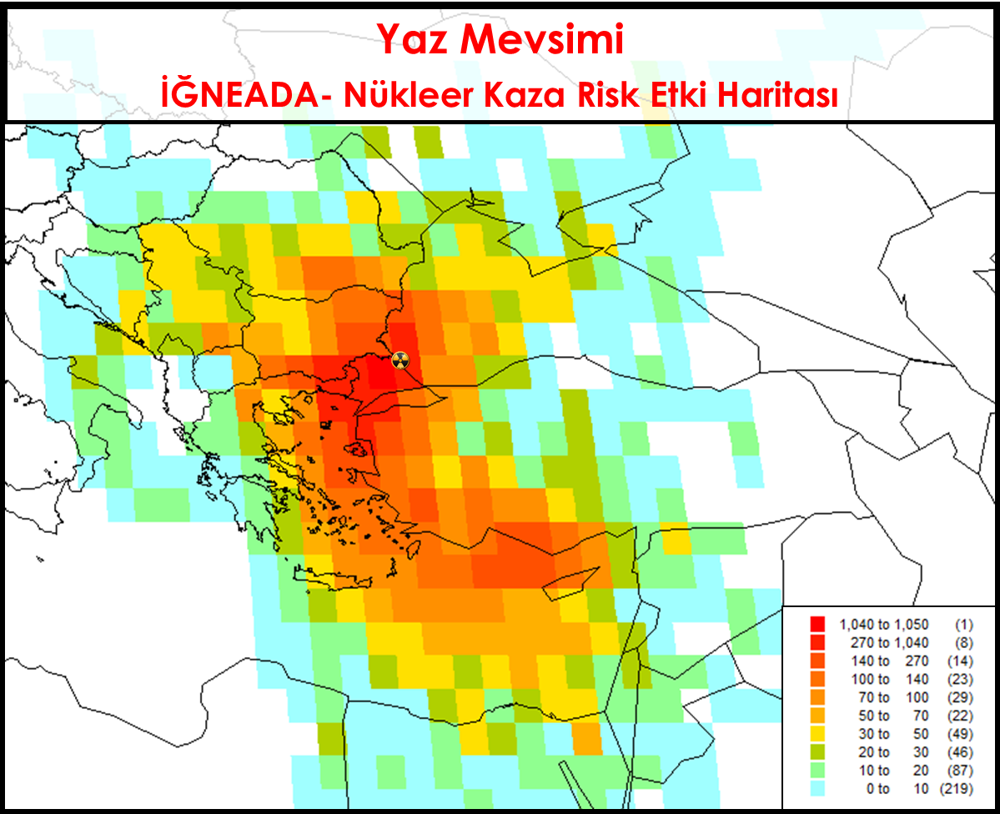 Yaz Mevsimi
İĞNEADA- Nükleer Kaza Risk Etki Haritası
1,040 to 1,050 (1)
270 to 1,040 (8)
140 to 270 (14)
100 to 140 (23)
70 to 100 (29)
50 to 70 (22)
30 to 50 (49)
20 to 30 (46)
10 to 20 (87)
0 to 10 (219)